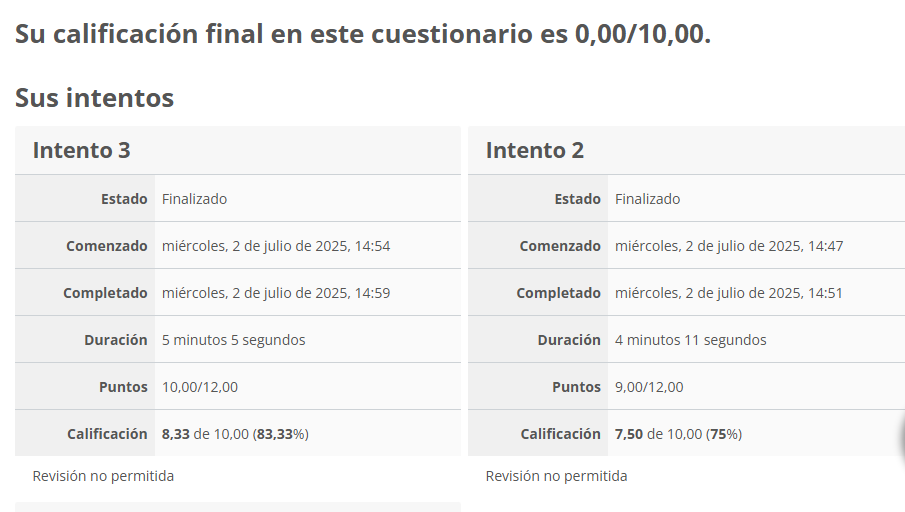 Su calificación final en este cuestionario es 0,00/10,00.
Sus intentos
Intento 3
Estado Finalizado
Comenzado miércoles, 2 de julio de 2025, 14:54
Completado miércoles, 2 de julio de 2025, 14:59
Duración 5 minutos 5 segundos
Puntos 10,00/12,00
Calificación 8,33 de 10,00 (83,33%)
Revisión no permitida
Intento 2
Estado Finalizado
Comenzado miércoles, 2 de julio de 2025, 14:47
Completado miércoles, 2 de julio de 2025, 14:51
Duración 4 minutos 11 segundos
Puntos 9,00/12,00
Calificación 7,50 de 10,00 (75%)
Revisión no permitida